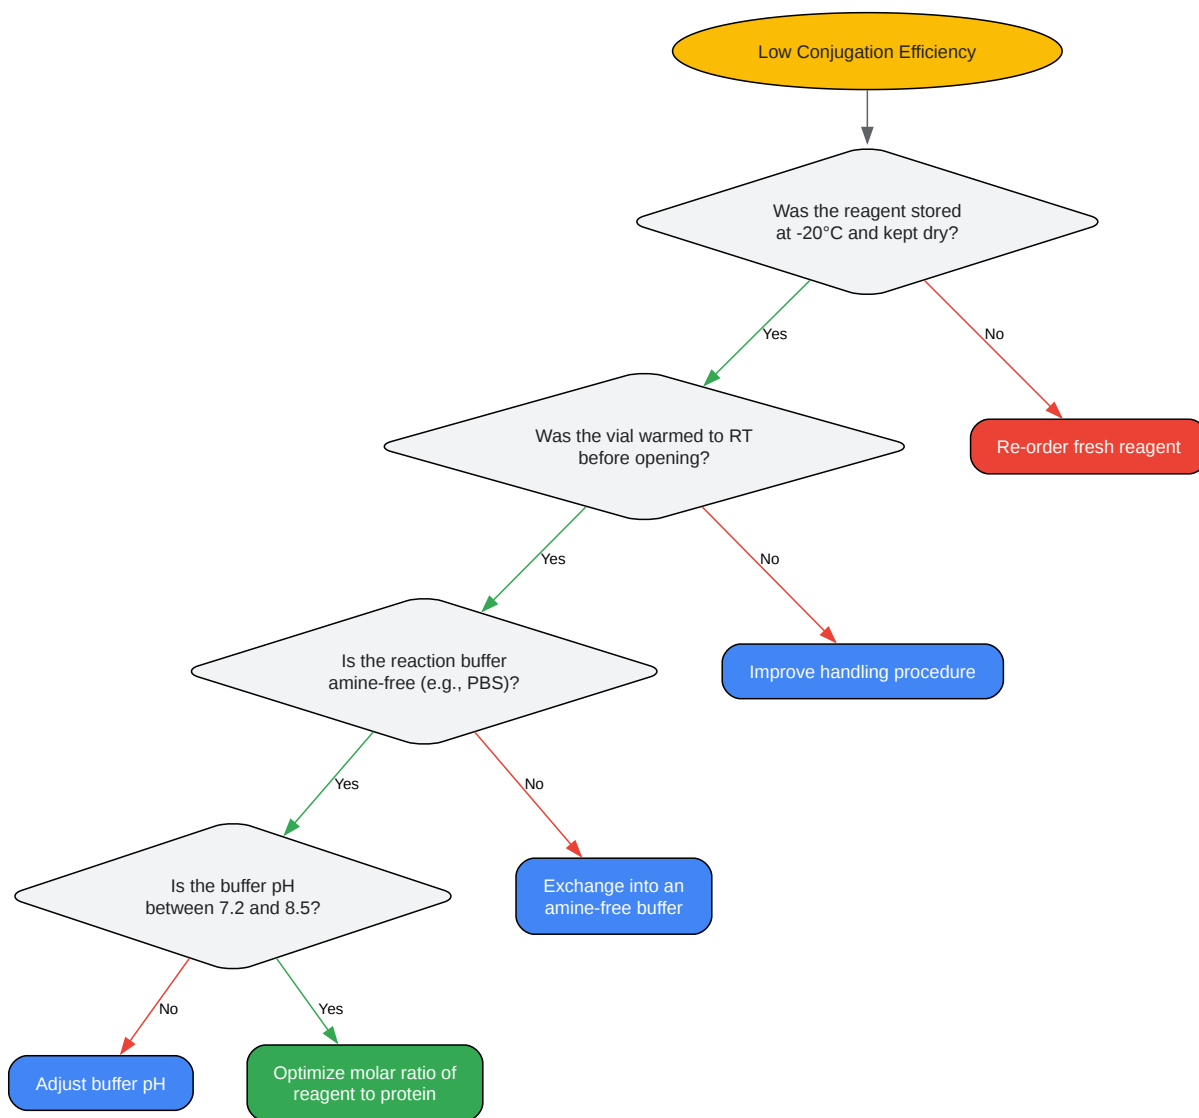 Low Conjugation Efficiency
Was the reagent stored
at -20°C and kept dry?
Yes
No
Was the vial warmed to RT
before opening?
Re-order fresh reagent
Yes
No
Is the reaction buffer
amine-free (e.g., PBS)?
Improve handling procedure
Yes
No
Is the buffer pH
between 7.2 and 8.5?
Exchange into an
amine-free buffer
No
Yes
Adjust buffer pH
Optimize molar ratio of
reagent to protein